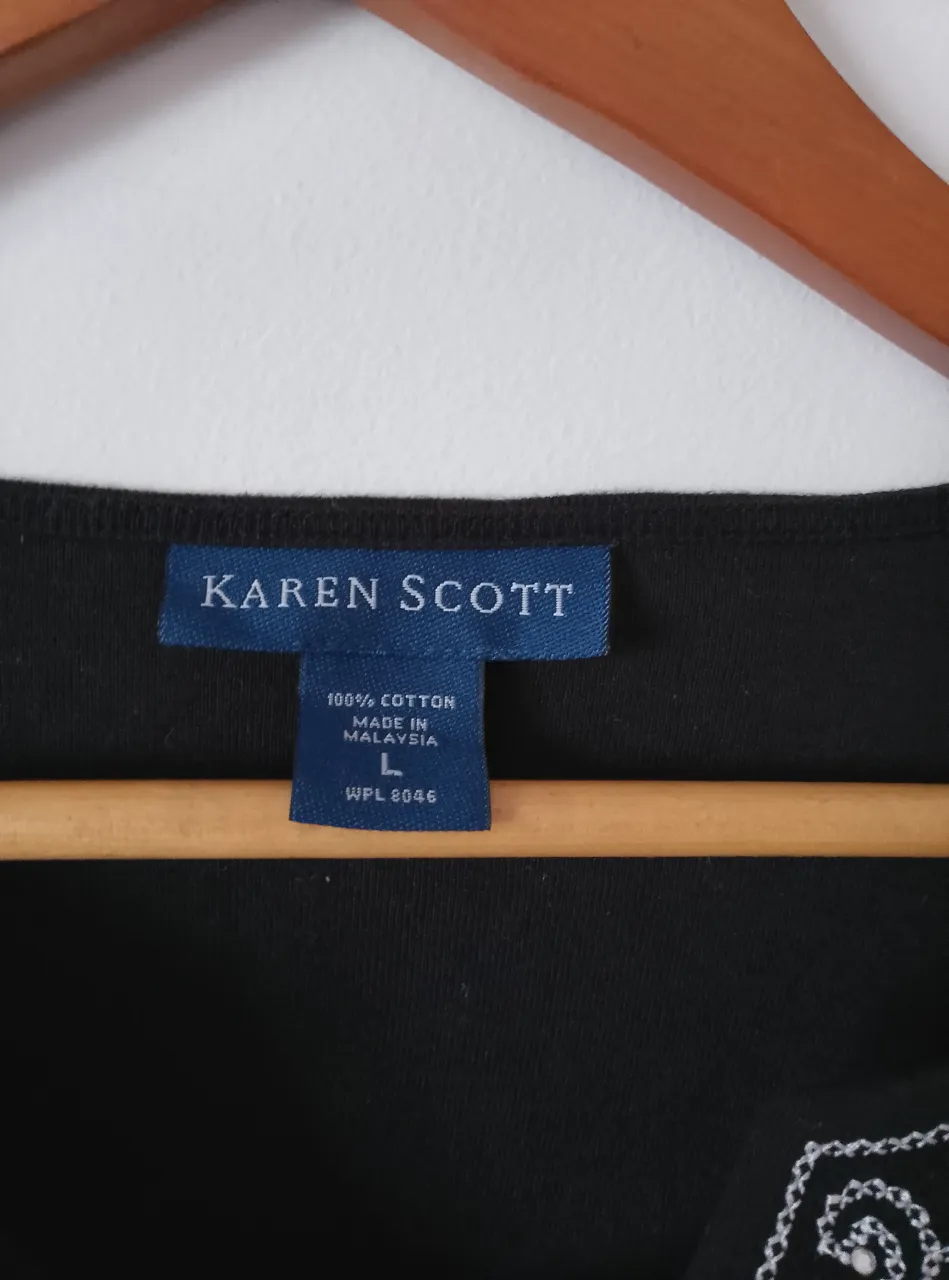 KAREN SCOTT
100% COTTON
MADE IN
MALAYSIA
L
WPL 8046